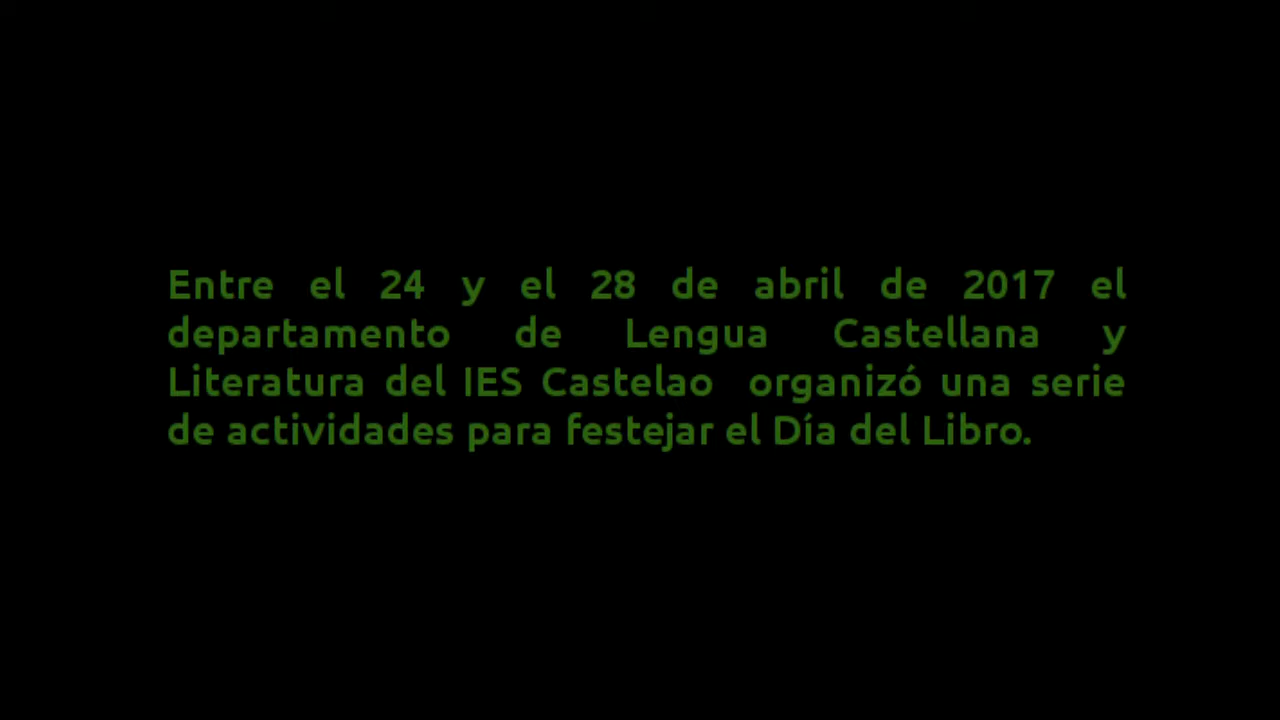 Entre el 24 y el 28 de abril de 2017 el
departamento de Lengua Castellana y
Literatura del IES Castelao organizó una serie
de actividades para festejar el Día del Libro.